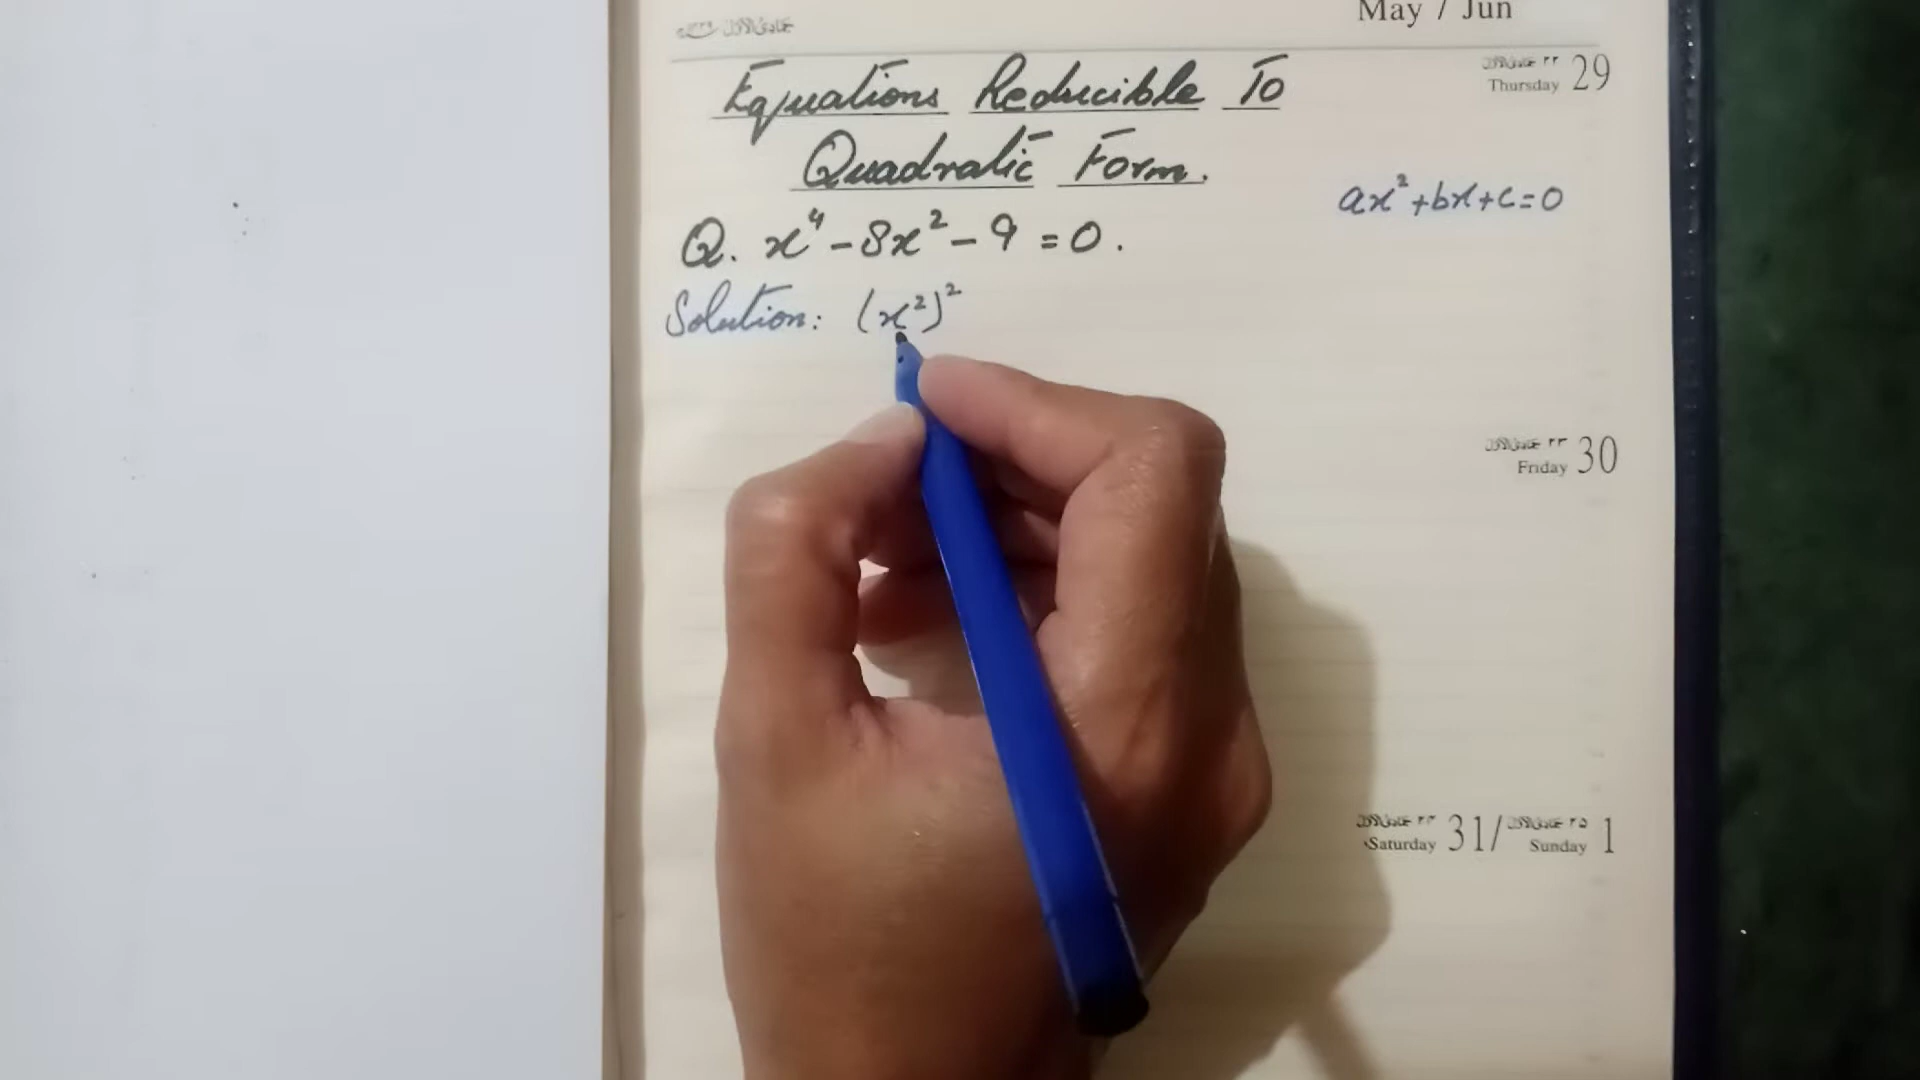 May / Jun
Equations Reducible To
Thursday 29
Quadratic Form.
ax²+bx+c=0
Q. x⁴-8x²-9=0.
Solution: (x²)²
٢٣
Friday 30
Saturday 31/ Sunday 1